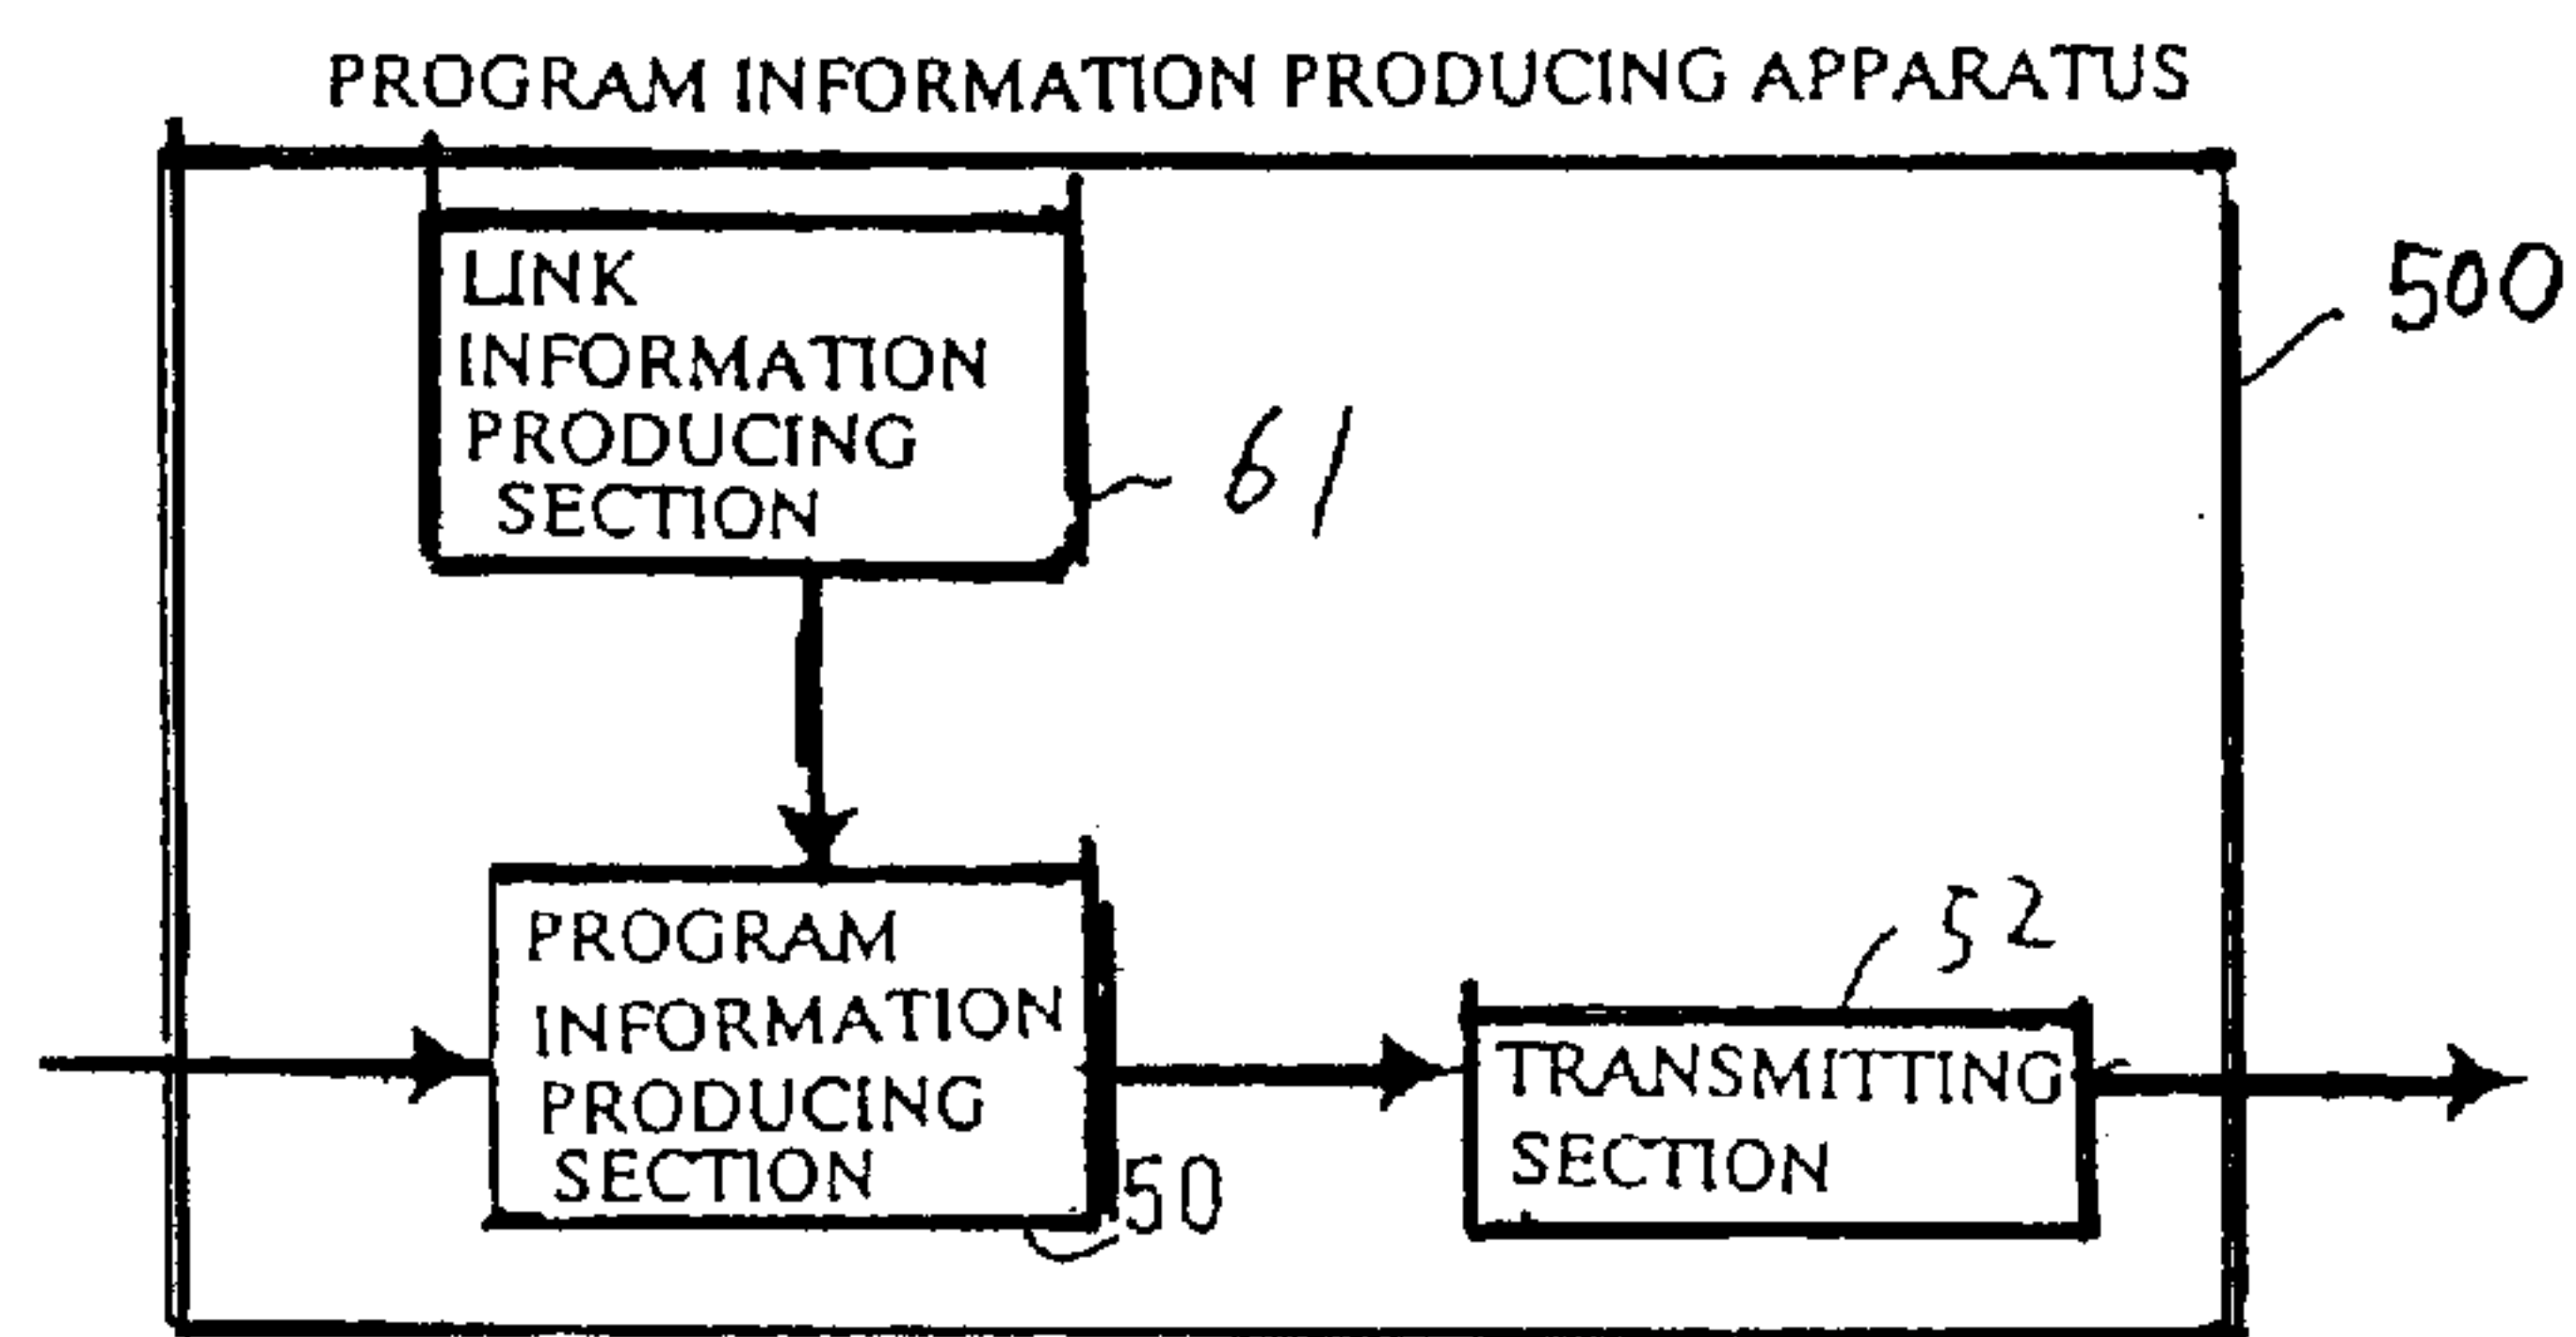 PROGRAM INFORMATION PRODUCING APPARATUS
LINK
INFORMATION
PRODUCING
SECTION
61
500
PROGRAM
INFORMATION
PRODUCING
SECTION
50
52
TRANSMITTING
SECTION